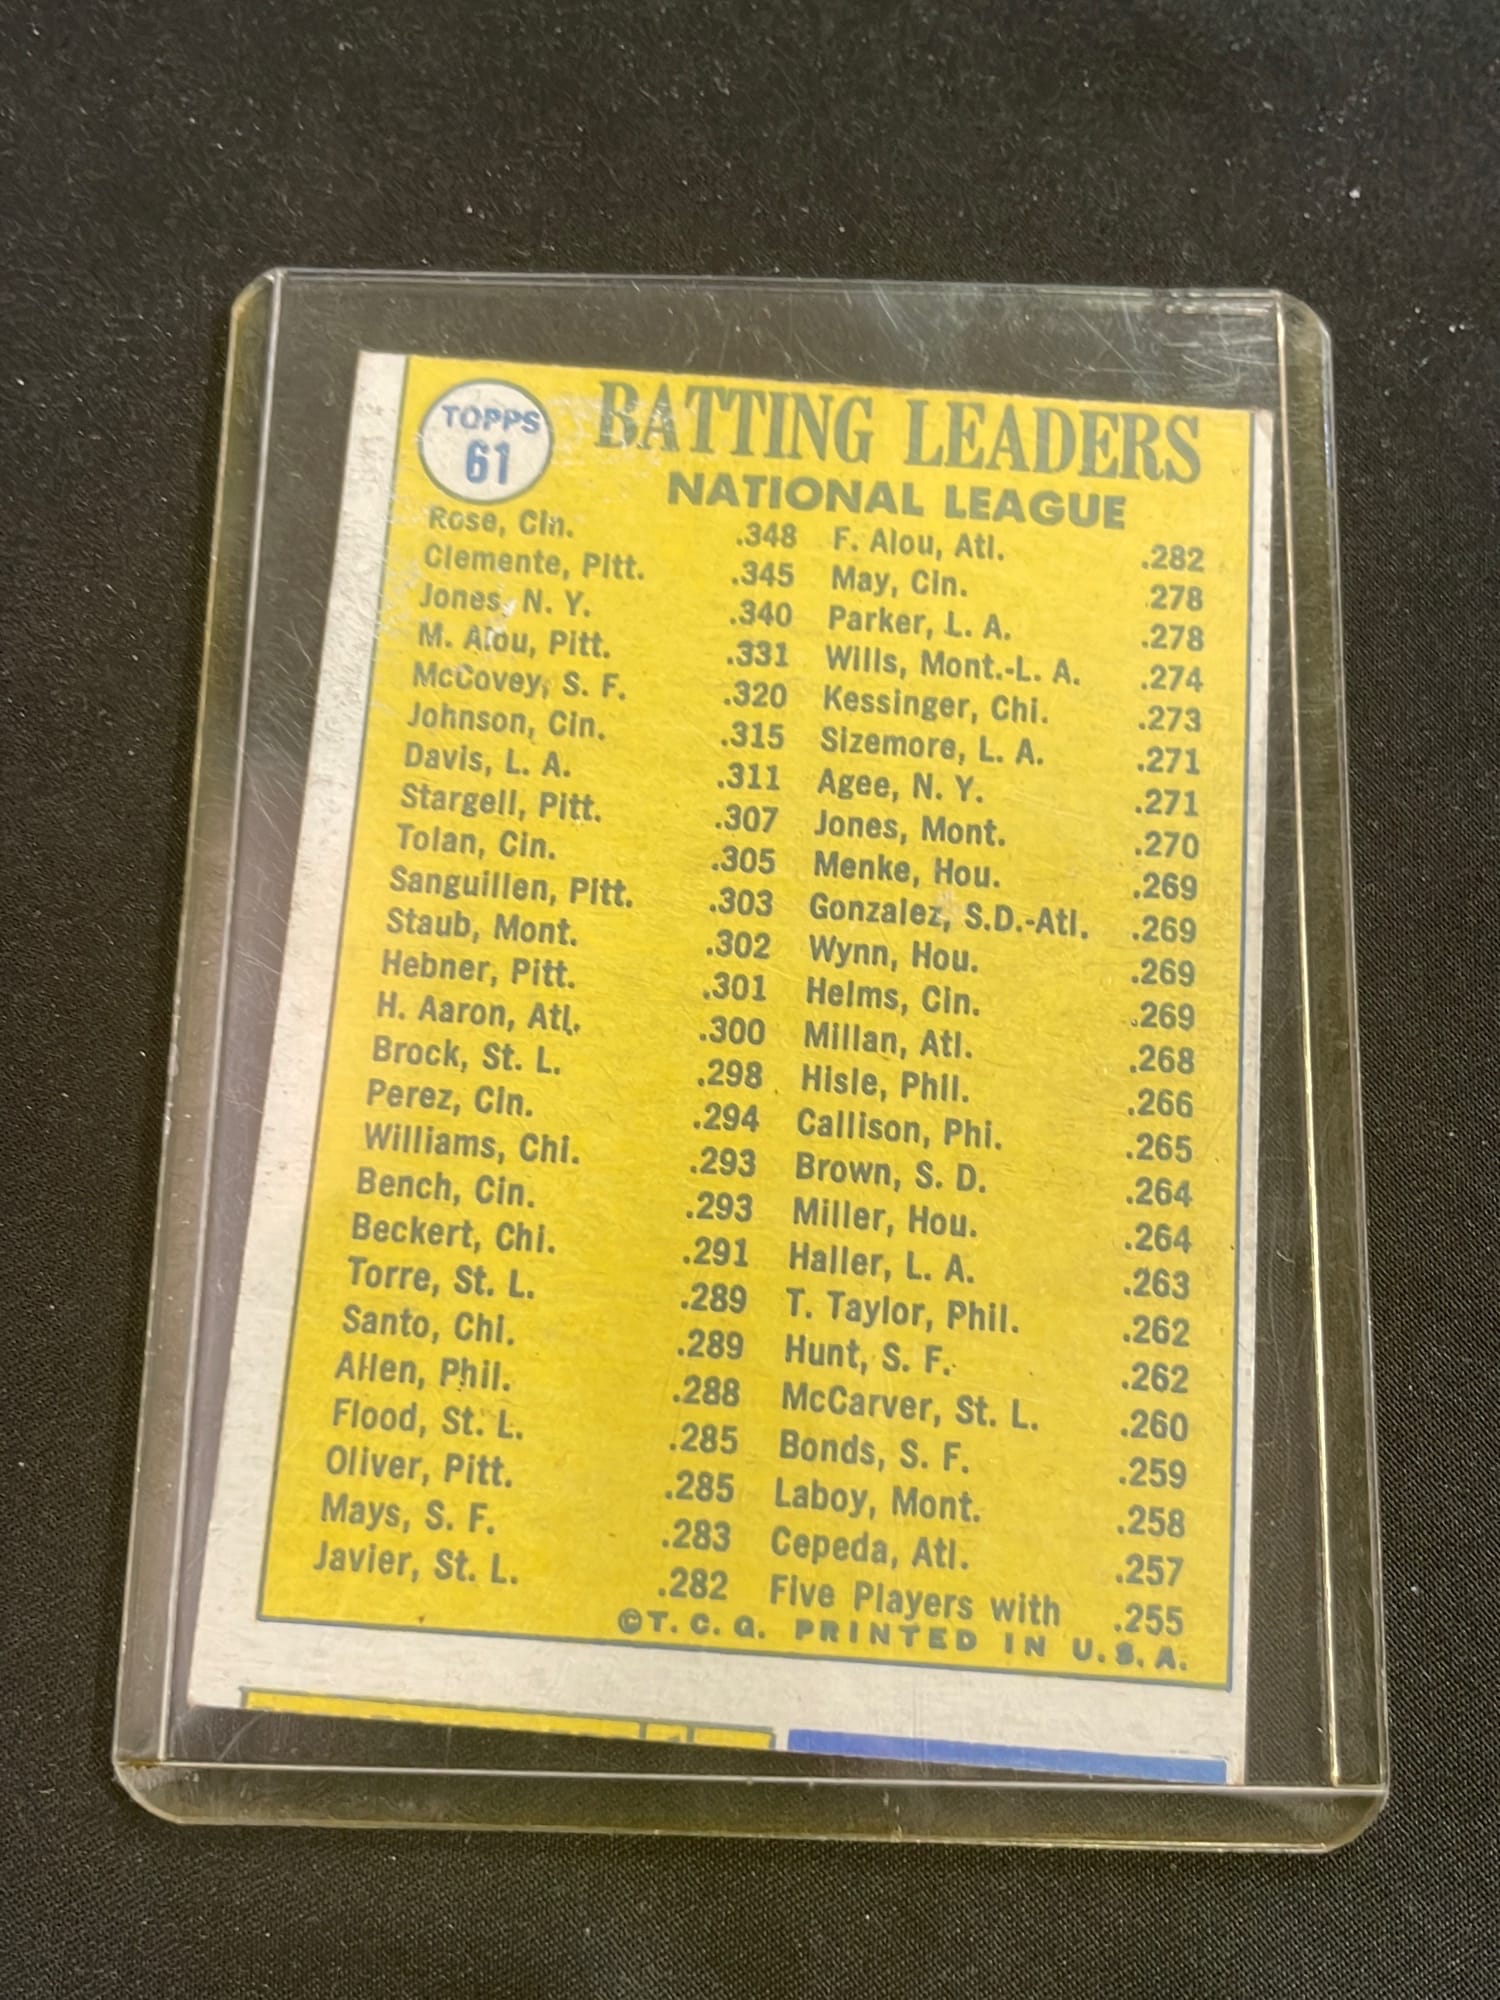 TOPPS
61
BATTING LEADERS
NATIONAL LEAGUE
Rose, Cin. .348
Clemente, Pitt. .345
Jones, N. Y. .340
M. Alou, Pitt. .331
McCovey, S. F. .320
Johnson, Cin. .315
Davis, L. A. .311
Stargell, Pitt. .307
Tolan, Cin. .305
Sanguillen, Pitt. .303
Staub, Mont. .302
Hebner, Pitt. .301
H. Aaron, Atl. .300
Brock, St. L. .298
Perez, Cin. .294
Williams, Chi. .293
Bench, Cin. .293
Beckert, Chi. .291
Torre, St. L. .289
Santo, Chi. .289
Allen, Phil. .288
Flood, St. L. .285
Oliver, Pitt. .285
Mays, S. F. .283
Javier, St. L. .282
F. Alou, Atl. .282
May, Cin. .278
Parker, L. A. .278
Wills, Mont.-L. A. .274
Kessinger, Chi. .273
Sizemore, L. A. .271
Agee, N. Y. .271
Jones, Mont. .270
Menke, Hou. .269
Gonzalez, S.D.-Atl. .269
Wynn, Hou. .269
Helms, Cin. .269
Millan, Atl. .268
Hisle, Phil. .266
Callison, Phi. .265
Brown, S. D. .264
Miller, Hou. .264
Haller, L. A. .263
T. Taylor, Phil. .262
Hunt, S. F. .262
McCarver, St. L. .260
Bonds, S. F. .259
Laboy, Mont. .258
Cepeda, Atl. .257
Five Players with .255
©T. C. G. PRINTED IN U.S.A.